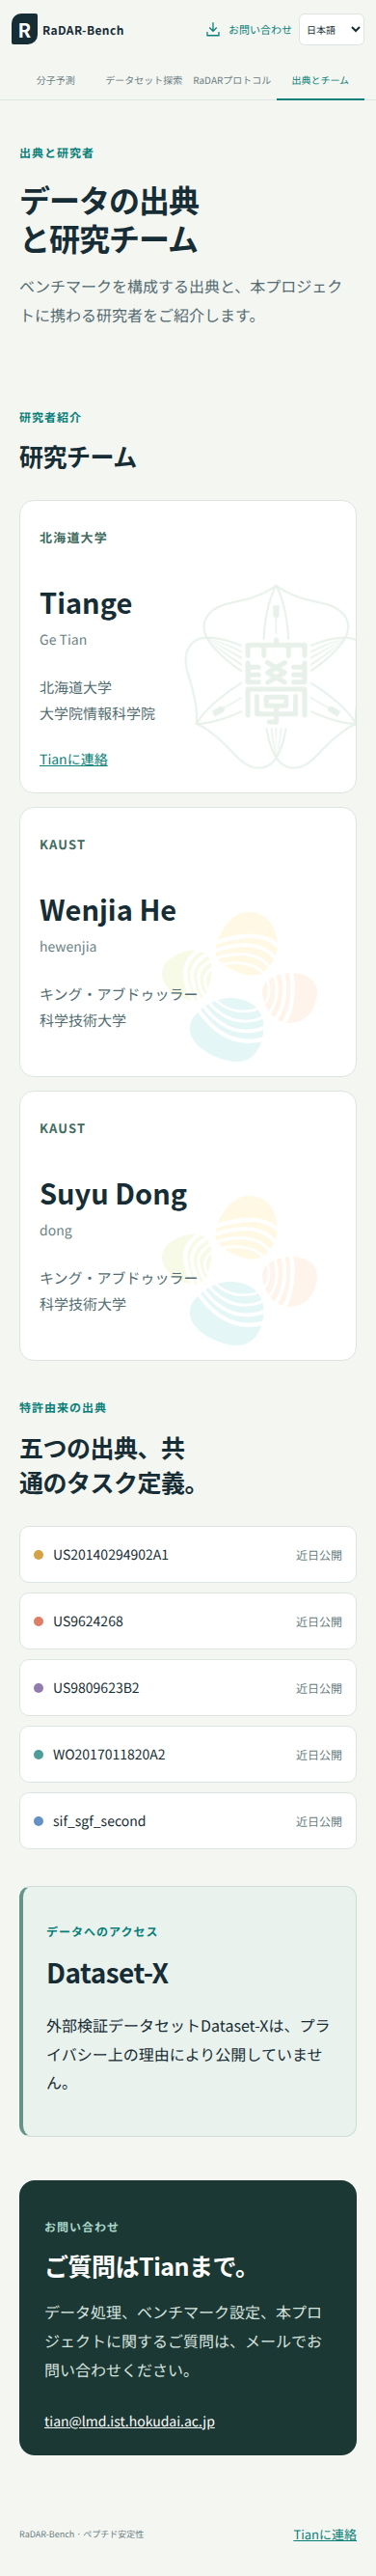 R RaDAR-Bench お問い合わせ 日本語
分子予測 データセット探索 RaDARプロトコル 出典とチーム
出典と研究者
データの出典
と研究チーム
ベンチマークを構成する出典と、本プロジェク
トに携わる研究者をご紹介します。
研究者紹介
研究チーム
北海道大学
Tiange
Ge Tian
北海道大学
大学院情報科学院
Tianに連絡
KAUST
Wenjia He
hewenjia
キング・アブドゥッラー
科学技術大学
KAUST
Suyu Dong
dong
キング・アブドゥッラー
科学技術大学
特許由来の出典
五つの出典、共
通のタスク定義。
US20140294902A1 近日公開
US9624268 近日公開
US9809623B2 近日公開
WO2017011820A2 近日公開
sif_sgf_second 近日公開
データへのアクセス
Dataset-X
外部検証データセットDataset-Xは、プラ
イバシー上の理由により公開していませ
ん。
お問い合わせ
ご質問はTianまで。
データ処理、ベンチマーク設定、本プロ
ジェクトに関するご質問は、メールでお
問い合わせください。
tian@lmd.ist.hokudai.ac.jp
RaDAR-Bench · ペプチド安定性 Tianに連絡